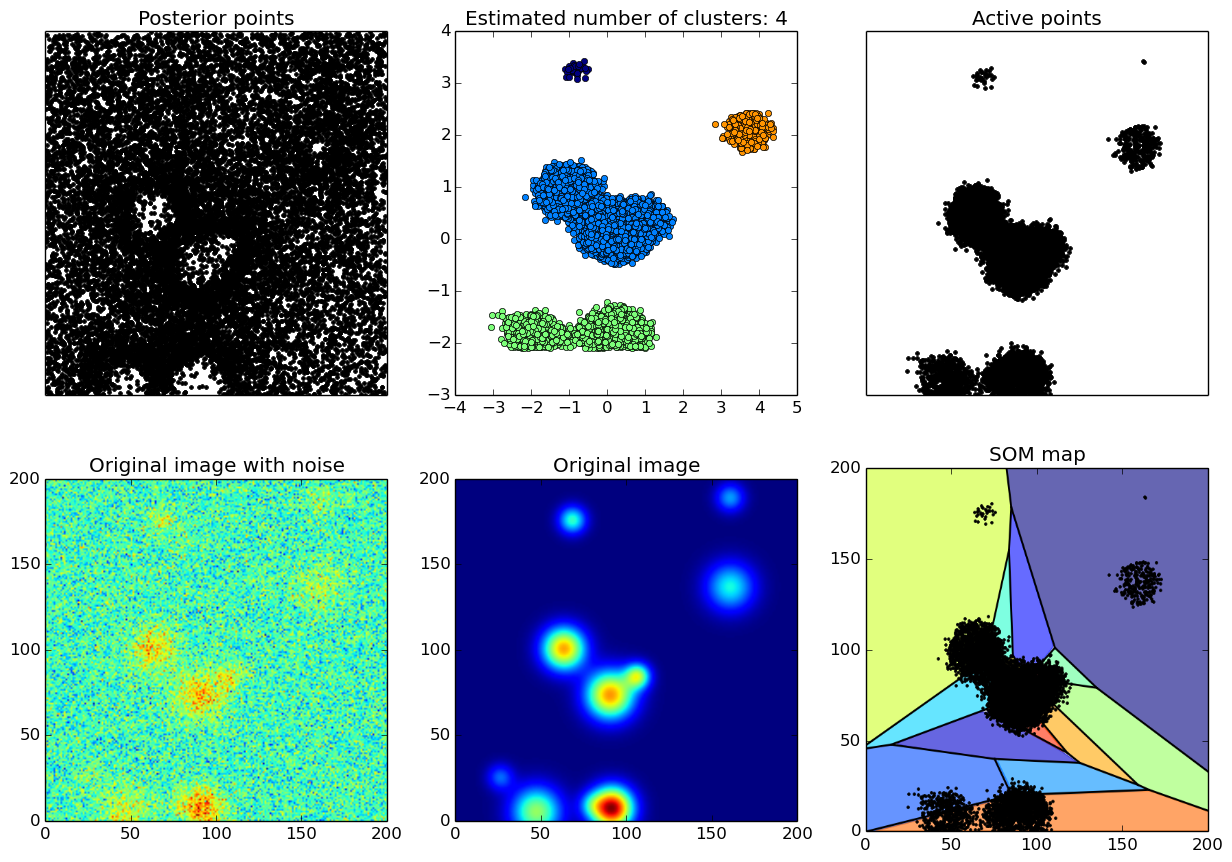 Posterior points
Estimated number of clusters: 4
Active points
4
3
2
1
0
−1
−2
−3
−4 −3 −2 −1 0 1 2 3 4 5
Original image with noise
Original image
SOM map
200
150
100
50
0
0 50 100 150 200
200
150
100
50
0
0 50 100 150 200
200
150
100
50
0
0 50 100 150 200